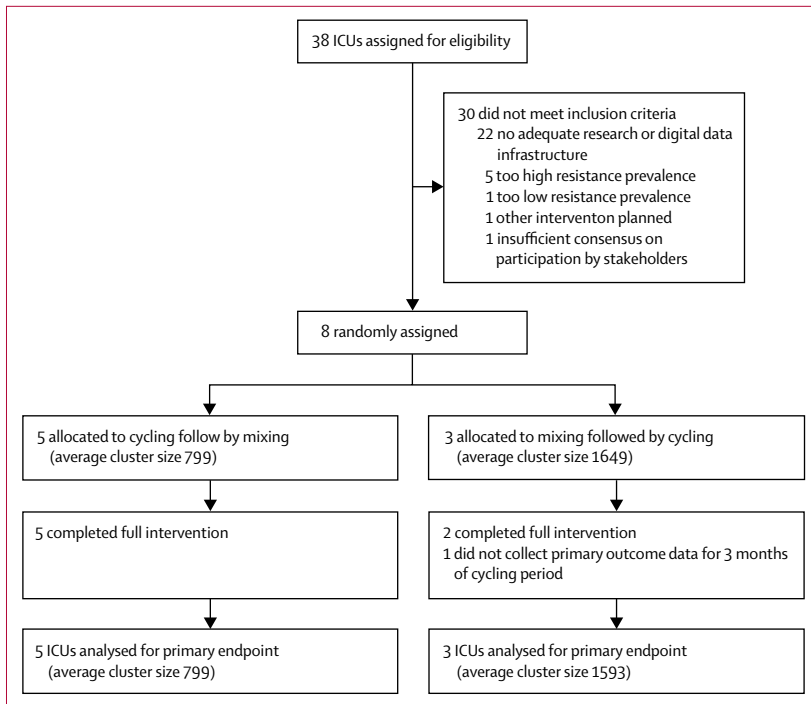 38 ICUs assigned for eligibility
30 did not meet inclusion criteria
22 no adequate research or digital data
infrastructure
5 too high resistance prevalence
1 too low resistance prevalence
1 other interventon planned
1 insufficient consensus on
participation by stakeholders
8 randomly assigned
5 allocated to cycling follow by mixing
(average cluster size 799)
3 allocated to mixing followed by cycling
(average cluster size 1649)
5 completed full intervention
2 completed full intervention
1 did not collect primary outcome data for 3 months
of cycling period
5 ICUs analysed for primary endpoint
(average cluster size 799)
3 ICUs analysed for primary endpoint
(average cluster size 1593)